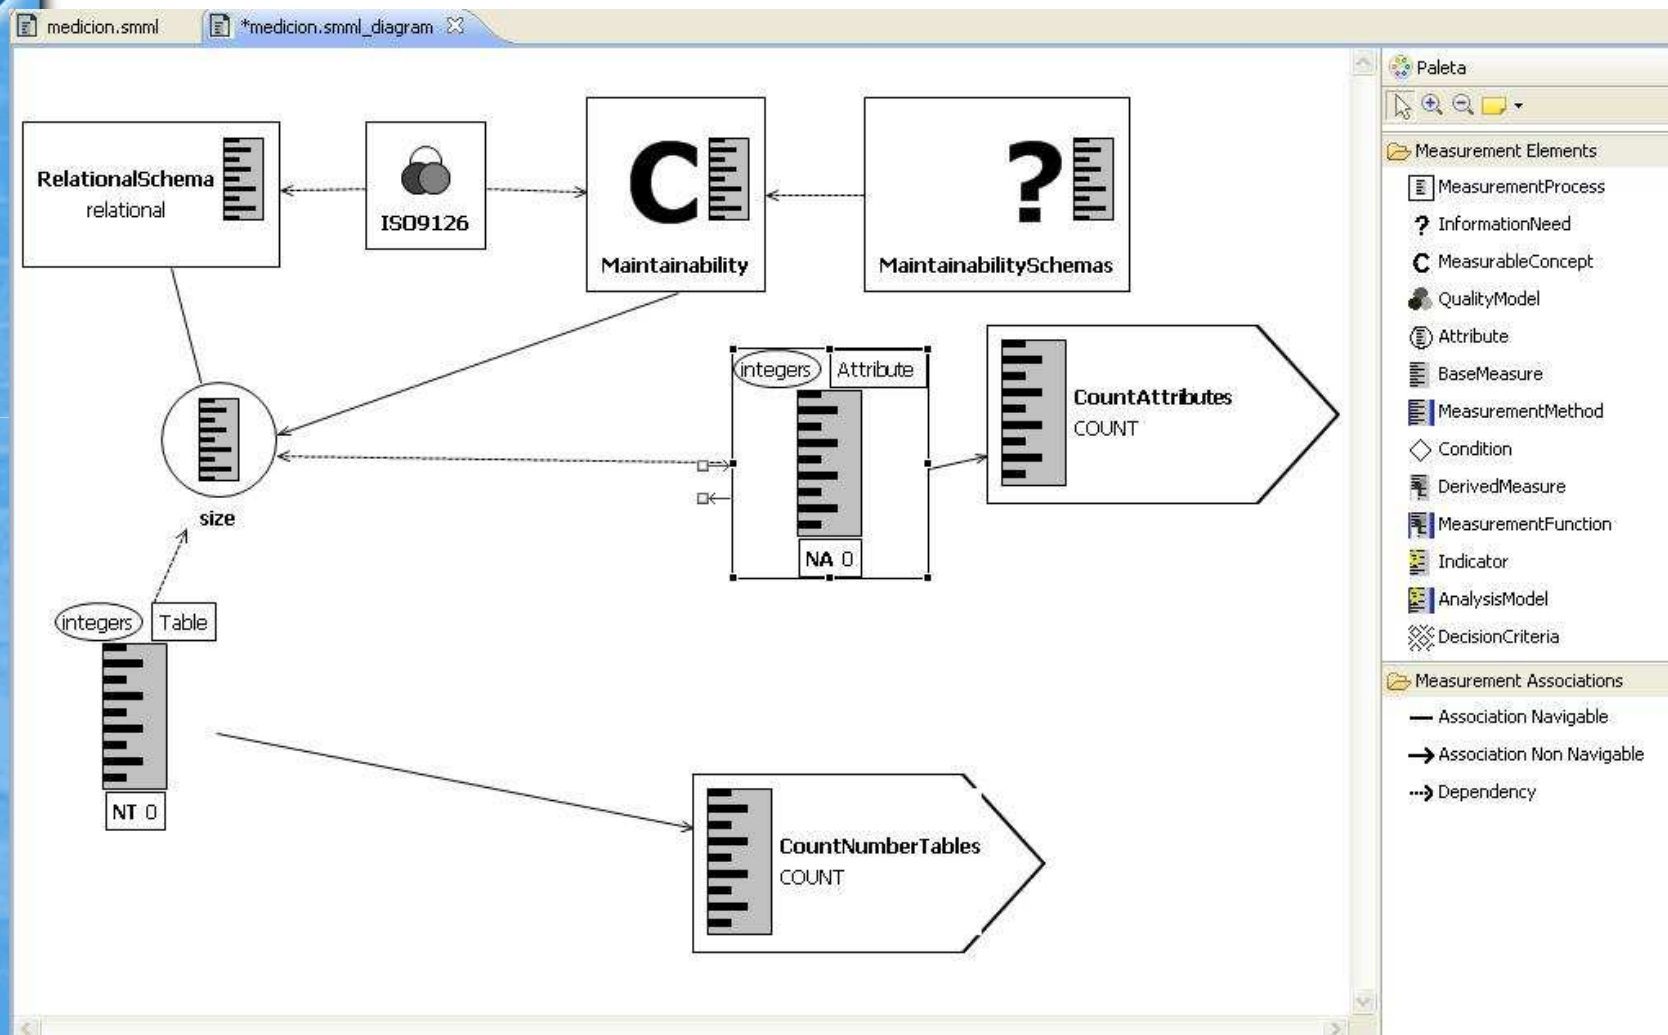 medicion.smml
*medicion.smml_diagram
RelationalSchema
relational
ISO9126
C
Maintainability
?
MaintainabilitySchemas
size
integers
Attribute
NA 0
CountAttributes
COUNT
integers
Table
NT 0
CountNumberTables
COUNT
Paleta
Measurement Elements
MeasurementProcess
? InformationNeed
C MeasurableConcept
QualityModel
Attribute
BaseMeasure
MeasurementMethod
Condition
DerivedMeasure
MeasurementFunction
Indicator
AnalysisModel
DecisionCriteria
Measurement Associations
Association Navigable
Association Non Navigable
Dependency